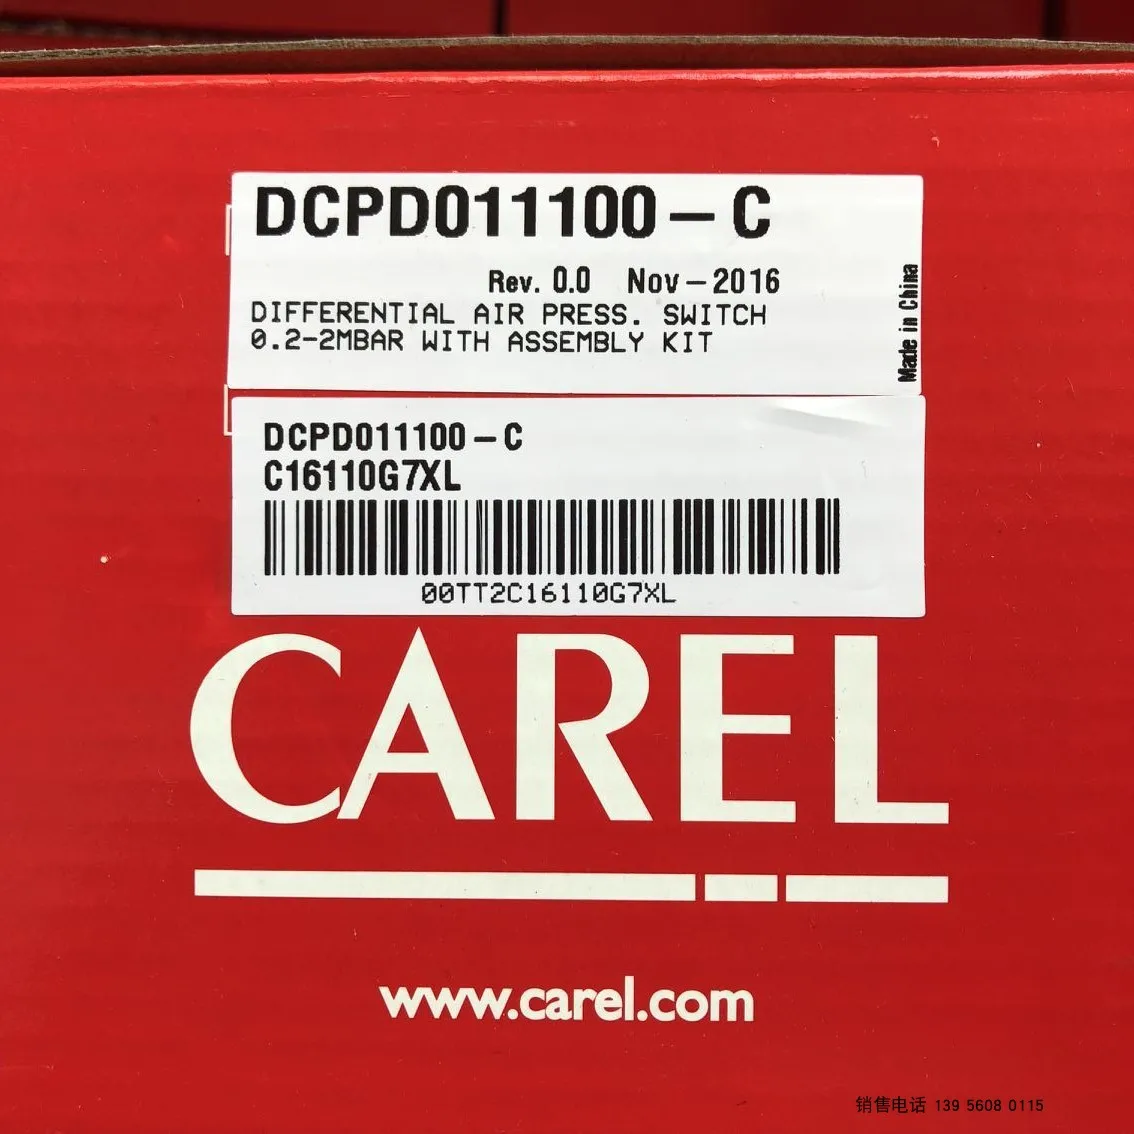 DCPD011100-C
Rev. 0.0 Nov-2016
DIFFERENTIAL AIR PRESS. SWITCH
0.2-2MBAR WITH ASSEMBLY KIT
Made in China
DCPD011100-C
C16110G7XL
00TT2C16110G7XL
CAREL
www.carel.com
销售电话 139 5608 0115